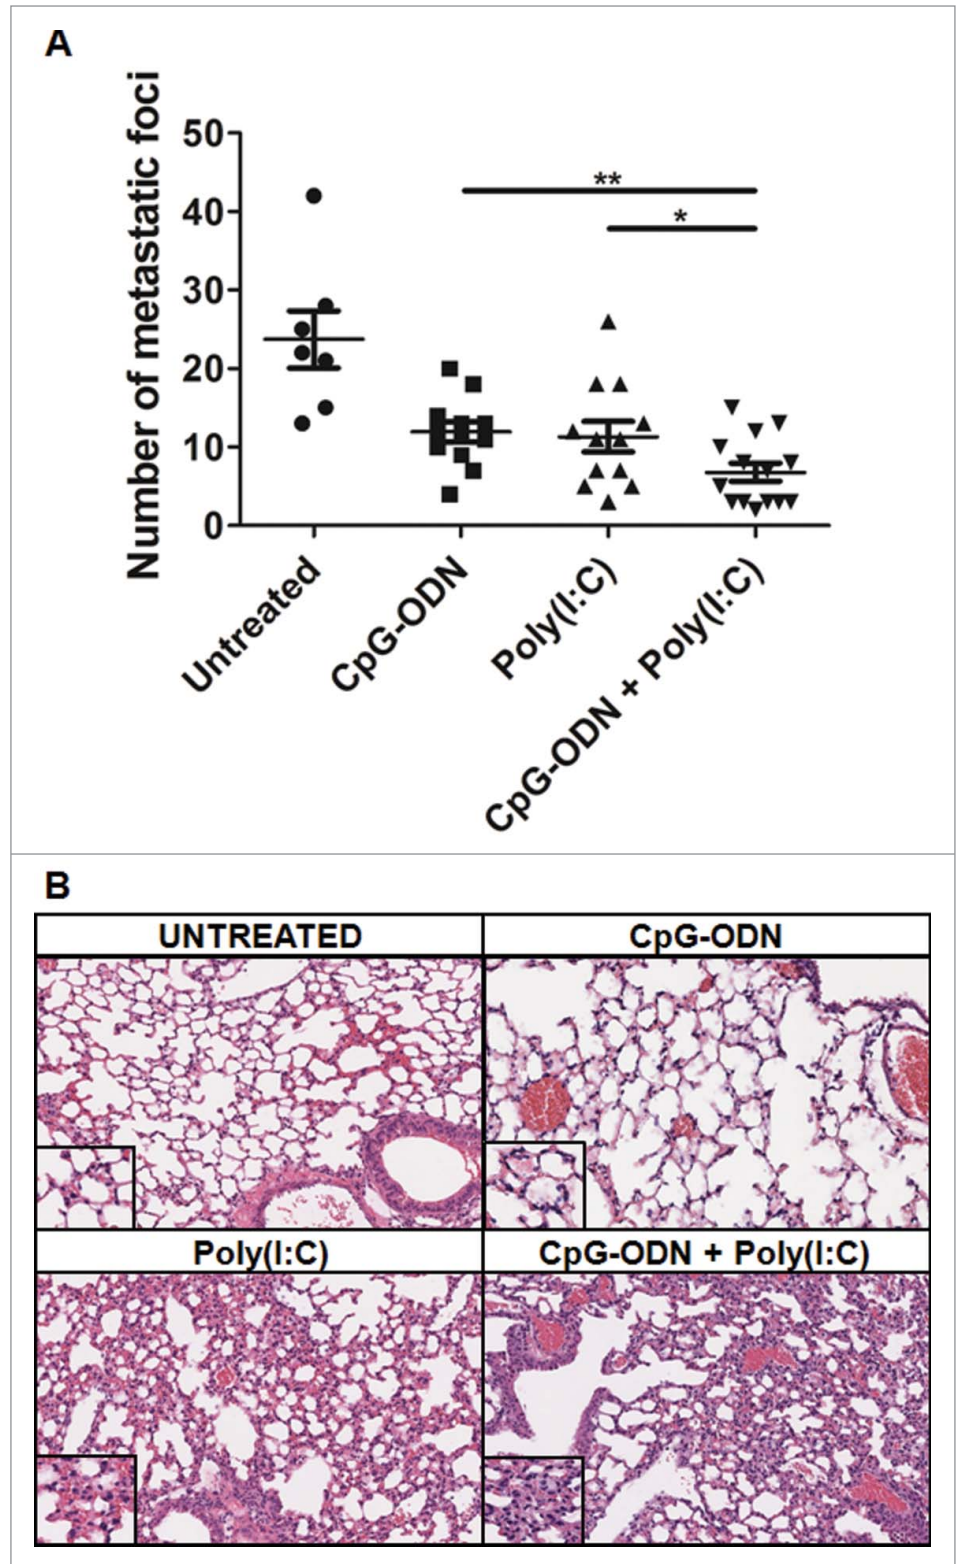 A
Number of metastatic foci
50
40
30
20
10
0
**
*
Untreated
CpG-ODN
Poly(I:C)
CpG-ODN + Poly(I:C)
B
UNTREATED
CpG-ODN
Poly(I:C)
CpG-ODN + Poly(I:C)